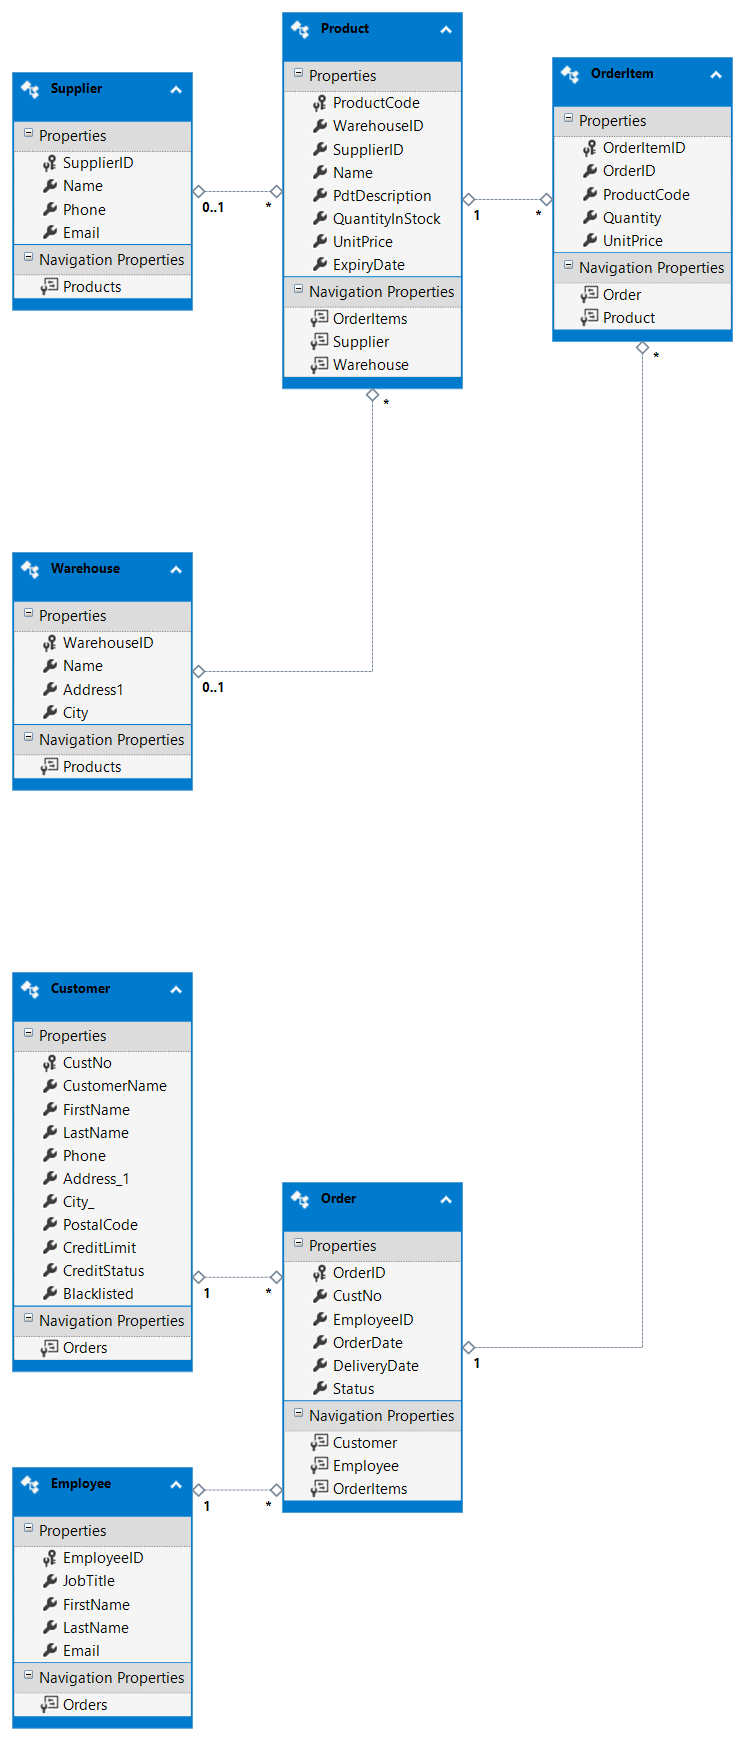 Product
Properties
ProductCode
WarehouseID
SupplierID
Name
PdtDescription
QuantityInStock
UnitPrice
ExpiryDate
Navigation Properties
OrderItems
Supplier
Warehouse
*
Supplier
Properties
SupplierID
Name
Phone
Email
Navigation Properties
Products
0..1
*
OrderItem
Properties
OrderItemID
OrderID
ProductCode
Quantity
UnitPrice
Navigation Properties
Order
Product
1
*
*
Warehouse
Properties
WarehouseID
Name
Address1
City
Navigation Properties
Products
0..1
Customer
Properties
CustNo
CustomerName
FirstName
LastName
Phone
Address_1
City_
PostalCode
CreditLimit
CreditStatus
Blacklisted
Navigation Properties
Orders
1
*
Order
Properties
OrderID
CustNo
EmployeeID
OrderDate
DeliveryDate
Status
Navigation Properties
Customer
Employee
OrderItems
1
Employee
Properties
EmployeeID
JobTitle
FirstName
LastName
Email
Navigation Properties
Orders
1
*